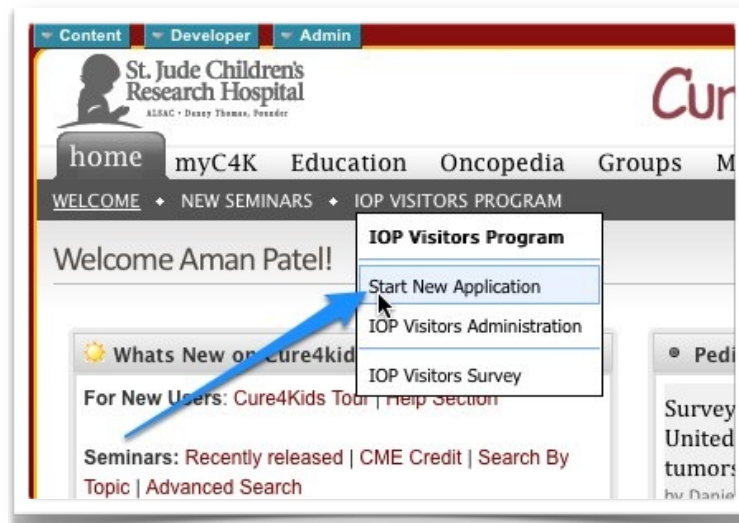 Content Developer Admin
St. Jude Children's
Research Hospital
ALSAC • Danny Thomas, Founder
Cur
home myC4K Education Oncopedia Groups M
WELCOME • NEW SEMINARS • IOP VISITORS PROGRAM
IOP Visitors Program
Welcome Aman Patel!
Start New Application
IOP Visitors Administration
IOP Visitors Survey
Whats New on Cure4kid
For New Users: Cure4Kids Tour | Help Section
Seminars: Recently released | CME Credit | Search By
Topic | Advanced Search
Pedi
Survey
United
tumors
by Danie